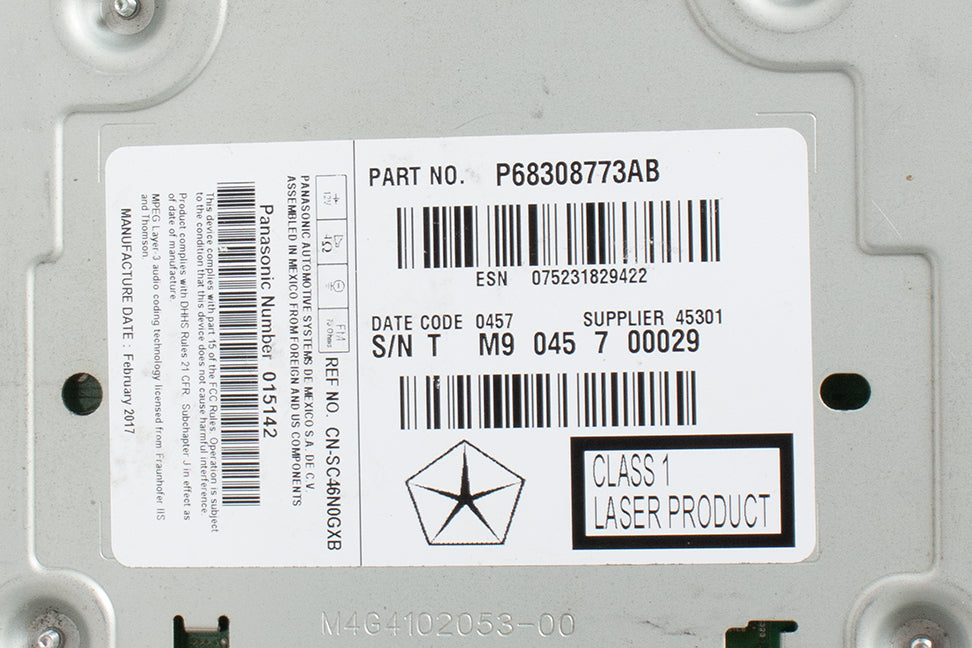 PART NO. P68308773AB
ESN 075231829422
DATE CODE 0457 SUPPLIER 45301
S/N T M9 045 7 00029
CLASS 1
LASER PRODUCT
+ 12V 4Ω FM 75 Ohms
REF NO. CN-SC46N0GXB
PANASONIC AUTOMOTIVE SYSTEMS DE MEXICO S.A. DE C.V.
ASSEMBLED IN MEXICO FROM FOREIGN AND US COMPONENTS
Panasonic Number 015142
This device complies with part 15 of the FCC Rules. Operation is subject
to the condition that this device does not cause harmful interference.
Product complies with DHHS Rules 21 CFR Subchapter J in effect as
of date of manufacture.
MPEG Layer-3 audio coding technology licensed from Fraunhofer IIS
and Thomson
MANUFACTURE DATE : February 2017
M4G4102053-00